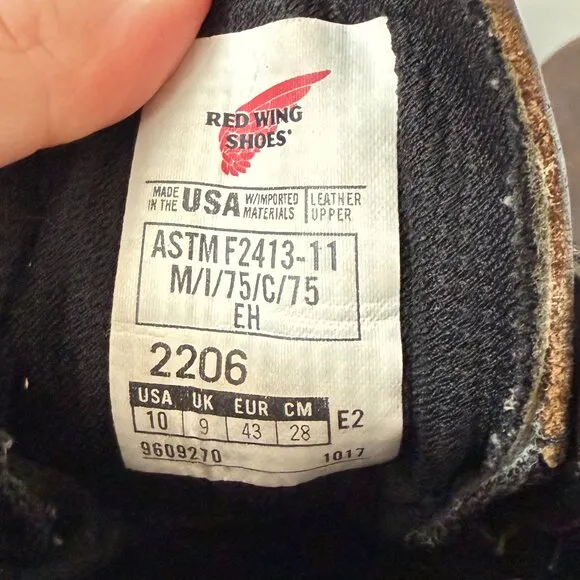 RED WING
SHOES®
MADE IN THE USA W/IMPORTED MATERIALS LEATHER UPPER
ASTM F2413-11
M/I/75/C/75
EH
2206
USA UK EUR CM
10 9 43 28 E2
9609270 1017